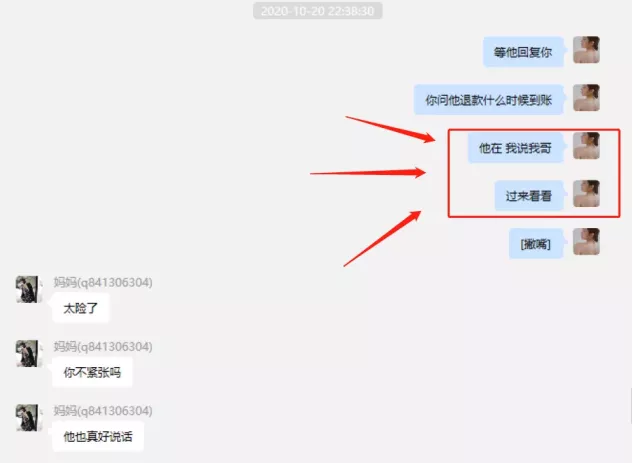 2020-10-20 22:38:30
等他回复你
你问他退款什么时候到账
他在 我说我哥
过来看看
[撇嘴]
妈妈(q841306304)
太险了
妈妈(q841306304)
你不紧张吗
妈妈(q841306304)
他也真好说话